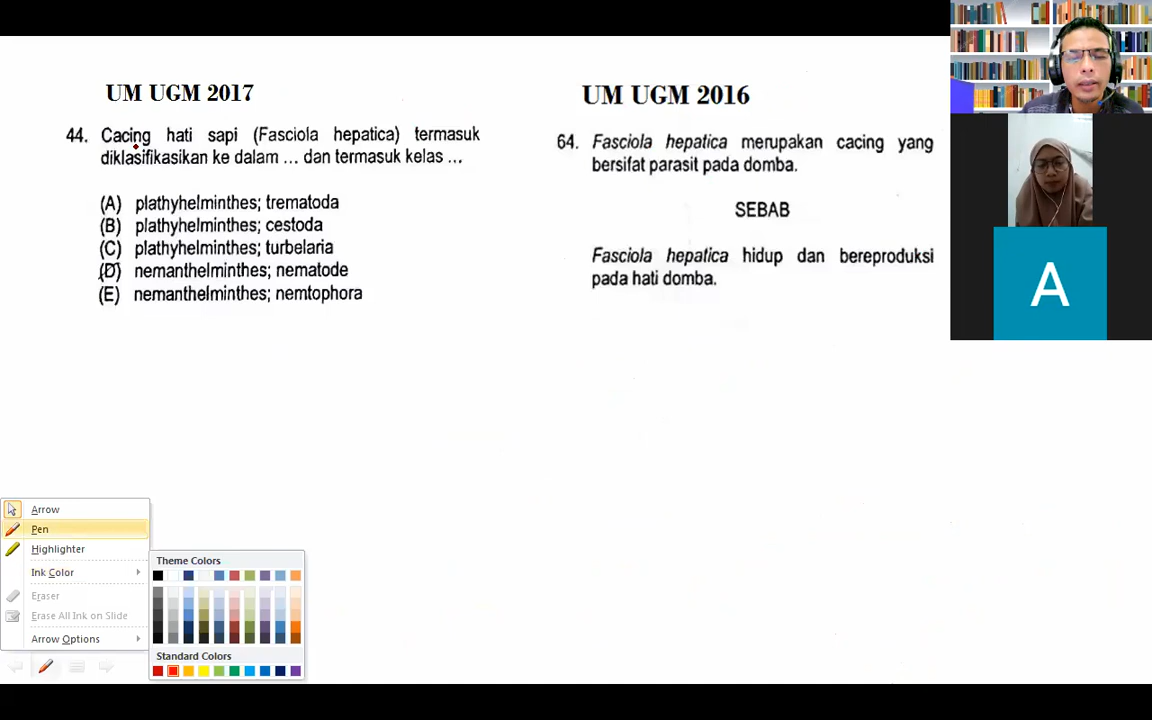 UM UGM 2017
44. Cacing hati sapi (Fasciola hepatica) termasuk
diklasifikasikan ke dalam ... dan termasuk kelas ...
(A) plathyhelminthes; trematoda
(B) plathyhelminthes; cestoda
(C) plathyhelminthes; turbelaria
(D) nemanthelminthes; nematode
(E) nemanthelminthes; nemtophora
UM UGM 2016
64. Fasciola hepatica merupakan cacing yang
bersifat parasit pada domba.
SEBAB
Fasciola hepatica hidup dan bereproduksi
pada hati domba.
A
Arrow
Pen
Highlighter
Ink Color
Eraser
Erase All Ink on Slide
Arrow Options
Theme Colors
Standard Colors